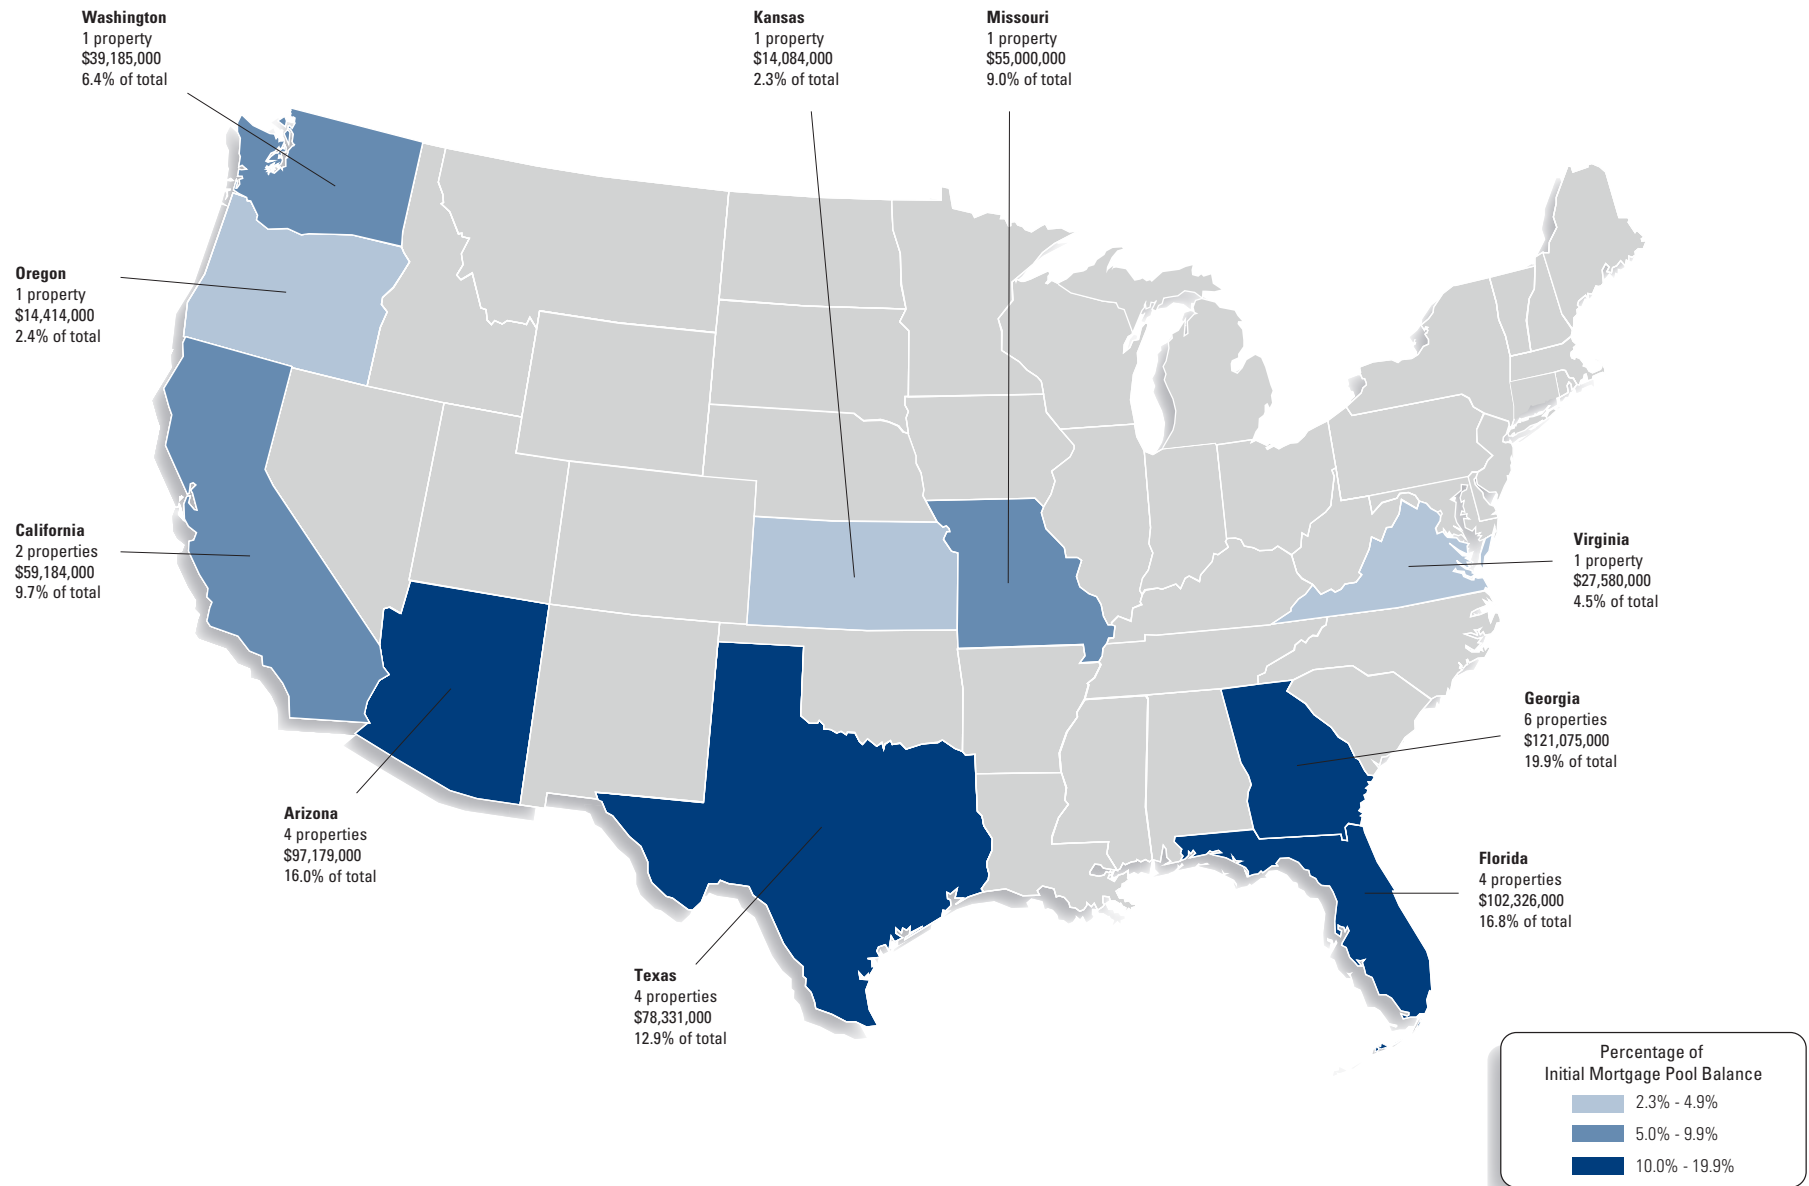 Washington
1 property
$39,185,000
6.4% of total
Kansas
1 property
$14,084,000
2.3% of total
Missouri
1 property
$55,000,000
9.0% of total
Oregon
1 property
$14,414,000
2.4% of total
California
2 properties
$59,184,000
9.7% of total
Virginia
1 property
$27,580,000
4.5% of total
Georgia
6 properties
$121,075,000
19.9% of total
Arizona
4 properties
$97,179,000
16.0% of total
Florida
4 properties
$102,326,000
16.8% of total
Texas
4 properties
$78,331,000
12.9% of total
Percentage of
Initial Mortgage Pool Balance
2.3% - 4.9%
5.0% - 9.9%
10.0% - 19.9%